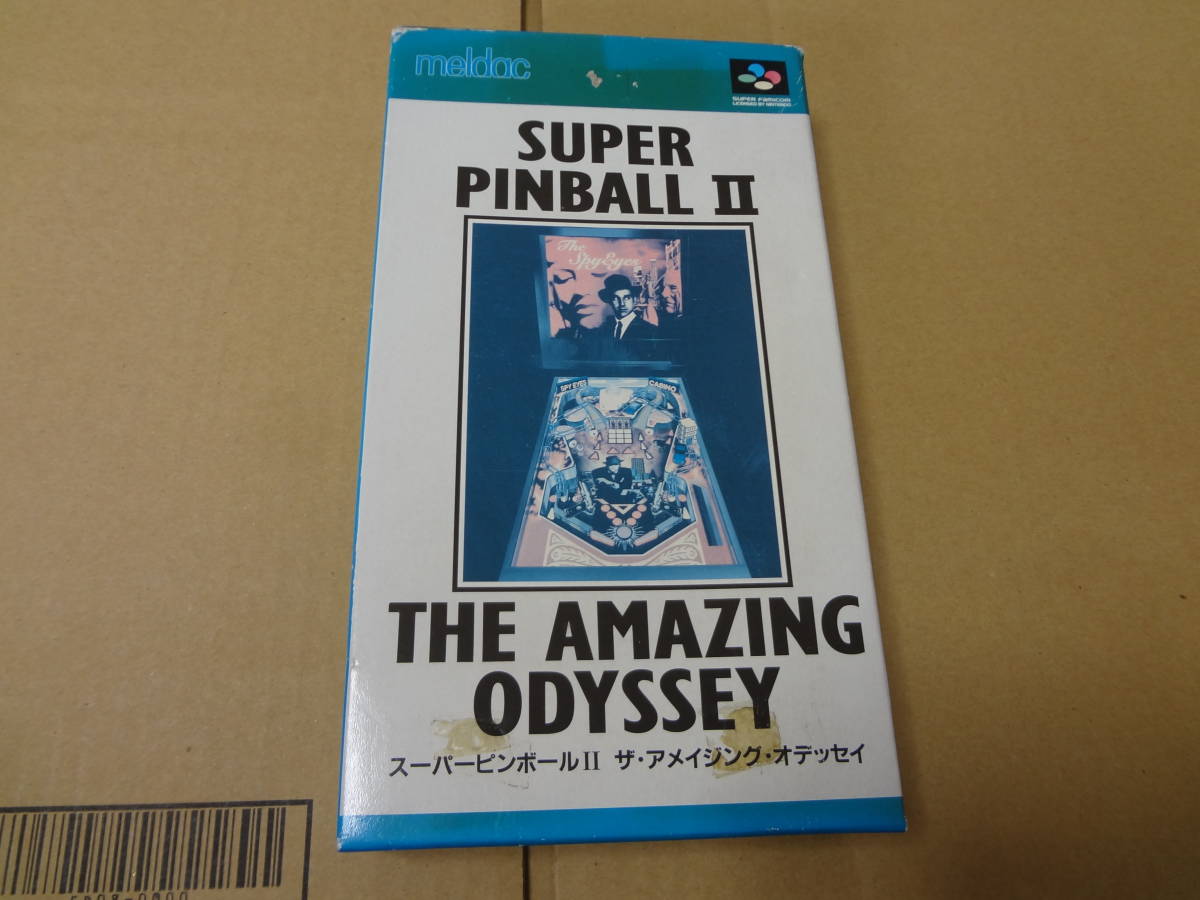 meldac
SUPER FAMICOM
LICENSED BY NINTENDO
SUPER
PINBALL II
The
Spy Eyes
SPY EYES
CASINO
THE AMAZING
ODYSSEY
スーパーピンボールII ザ・アメイジング・オデッセイ